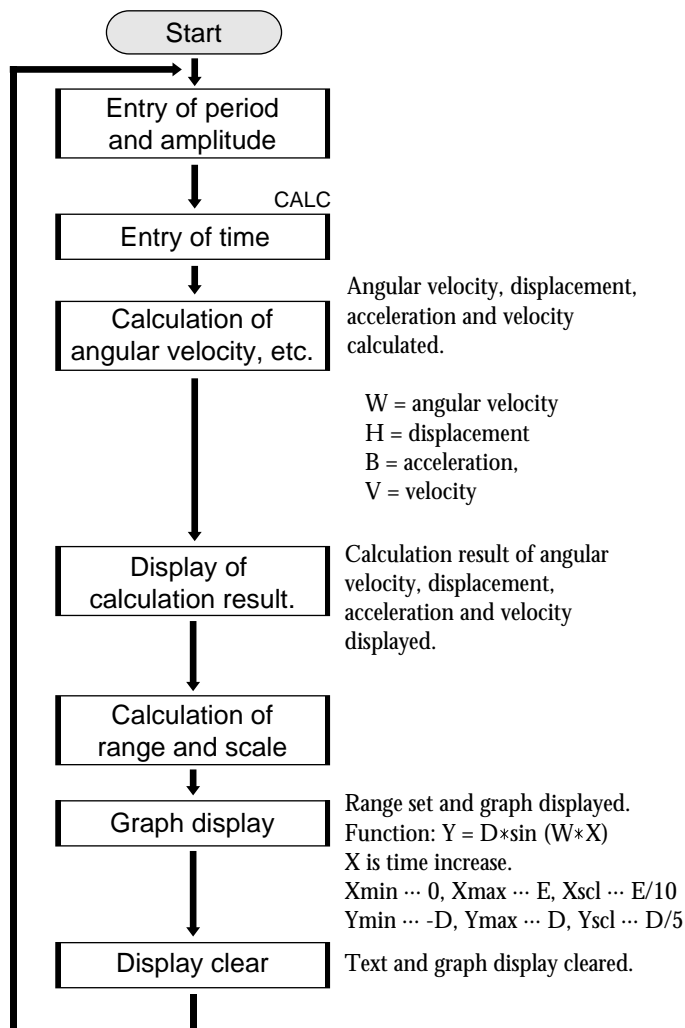 Start
Entry of period
and amplitude
CALC
Entry of time
Calculation of
angular velocity, etc.
Angular velocity, displacement,
acceleration and velocity
calculated.
W = angular velocity
H = displacement
B = acceleration,
V = velocity
Display of
calculation result.
Calculation result of angular
velocity, displacement,
acceleration and velocity
displayed.
Calculation of
range and scale
Graph display
Range set and graph displayed.
Function: Y = D∗sin (W∗X)
X is time increase.
Xmin ··· 0, Xmax ··· E, Xscl ··· E/10
Ymin ··· -D, Ymax ··· D, Yscl ··· D/5
Display clear
Text and graph display cleared.